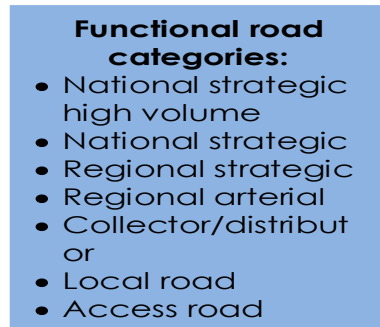 Functional road
categories:
• National strategic
high volume
• National strategic
• Regional strategic
• Regional arterial
• Collector/distribut
or
• Local road
• Access road